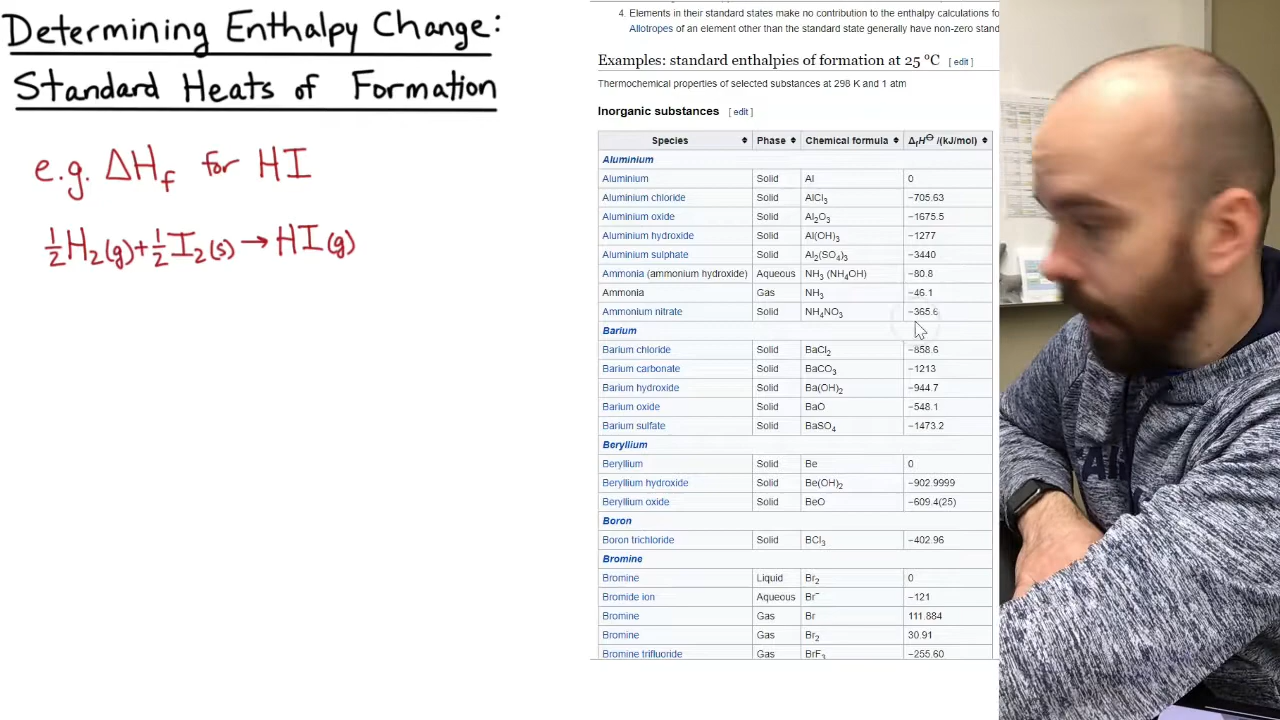 Determining Enthalpy Change:
Standard Heats of Formation
e.g. ΔH_f for HI
½H₂(g)+½I₂(s)→HI(g)
4. Elements in their standard states make no contribution to the enthalpy calculations fo
Allotropes of an element other than the standard state generally have non-zero stand
Examples: standard enthalpies of formation at 25 °C [ edit ]
Thermochemical properties of selected substances at 298 K and 1 atm
Inorganic substances [ edit ]
Species Phase Chemical formula ΔfH⊖ /(kJ/mol)
Aluminium
Aluminium Solid Al 0
Aluminium chloride Solid AlCl₃ −705.63
Aluminium oxide Solid Al₂O₃ −1675.5
Aluminium hydroxide Solid Al(OH)₃ −1277
Aluminium sulphate Solid Al₂(SO₄)₃ −3440
Ammonia (ammonium hydroxide) Aqueous NH₃ (NH₄OH) −80.8
Ammonia Gas NH₃ −46.1
Ammonium nitrate Solid NH₄NO₃ −365.6
Barium
Barium chloride Solid BaCl₂ −858.6
Barium carbonate Solid BaCO₃ −1213
Barium hydroxide Solid Ba(OH)₂ −944.7
Barium oxide Solid BaO −548.1
Barium sulfate Solid BaSO₄ −1473.2
Beryllium
Beryllium Solid Be 0
Beryllium hydroxide Solid Be(OH)₂ −902.9999
Beryllium oxide Solid BeO −609.4(25)
Boron
Boron trichloride Solid BCl₃ −402.96
Bromine
Bromine Liquid Br₂ 0
Bromide ion Aqueous Br⁻ −121
Bromine Gas Br 111.884
Bromine Gas Br₂ 30.91
Bromine trifluoride Gas BrF₃ −255.60